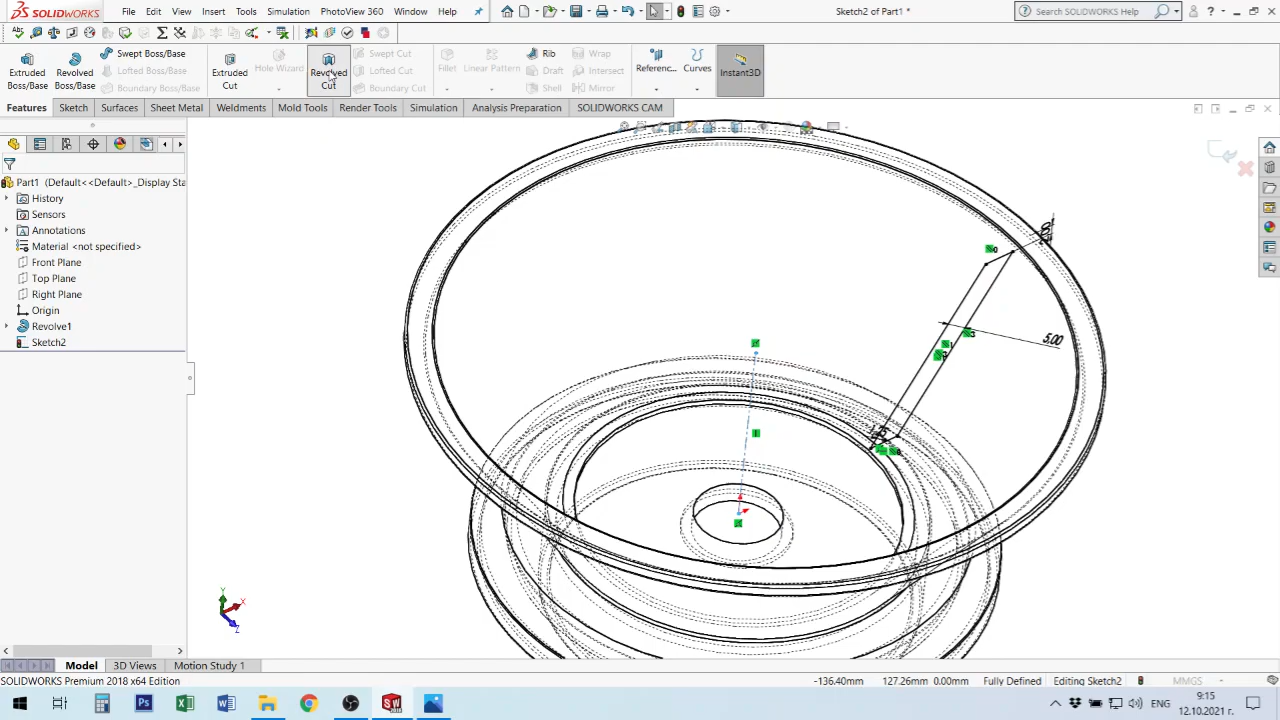 SOLIDWORKS File Edit View Insert Tools Simulation PhotoView 360 Window Help Sketch2 of Part1 * Search SOLIDWORKS Help
Extruded Boss/Base
Revolved Boss/Base
Swept Boss/Base
Lofted Boss/Base
Boundary Boss/Base
Extruded Cut
Hole Wizard
Revolved Cut
Swept Cut
Lofted Cut
Boundary Cut
Fillet
Linear Pattern
Rib
Draft
Shell
Wrap
Intersect
Mirror
Referenc...
Curves
Instant3D
Features Sketch Surfaces Sheet Metal Weldments Mold Tools Render Tools Simulation Analysis Preparation SOLIDWORKS CAM
Part1 (Default<<Default>_Display Sta
History
Sensors
Annotations
Material <not specified>
Front Plane
Top Plane
Right Plane
Origin
Revolve1
Sketch2
5.00
Y
X
Z
Model 3D Views Motion Study 1
SOLIDWORKS Premium 2018 x64 Edition -136.40mm 127.26mm 0.00mm Fully Defined Editing Sketch2 MMGS
ЕНГ 9:15
12.10.2021 г.